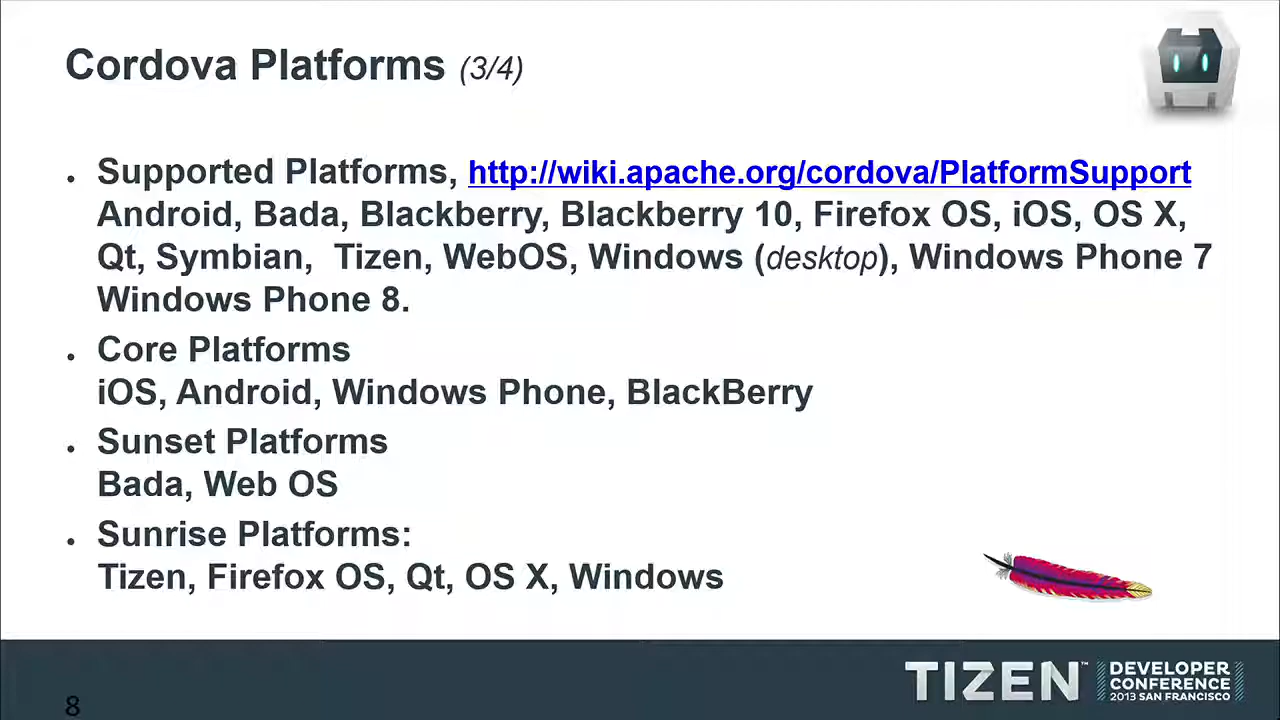 Cordova Platforms (3/4)
• Supported Platforms, http://wiki.apache.org/cordova/PlatformSupport
Android, Bada, Blackberry, Blackberry 10, Firefox OS, iOS, OS X,
Qt, Symbian, Tizen, WebOS, Windows (desktop), Windows Phone 7
Windows Phone 8.
• Core Platforms
iOS, Android, Windows Phone, BlackBerry
• Sunset Platforms
Bada, Web OS
• Sunrise Platforms:
Tizen, Firefox OS, Qt, OS X, Windows
TIZEN™
DEVELOPER
CONFERENCE
2013 SAN FRANCISCO
8